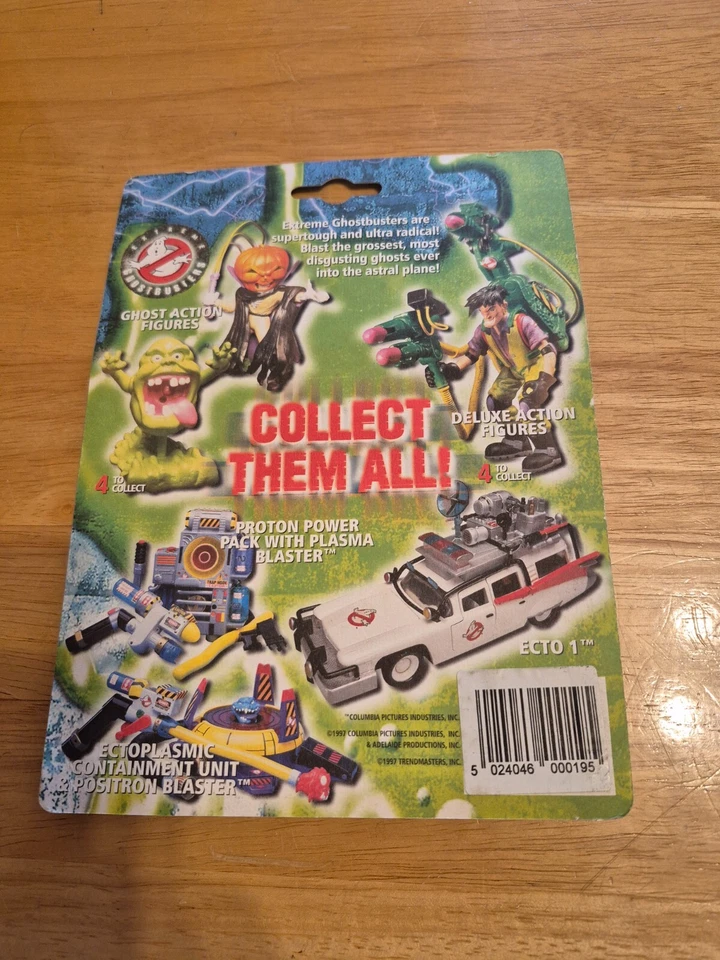 Extreme Ghostbusters are
supertough and ultra radical!
Blast the grossest, most
disgusting ghosts ever
into the astral plane!
EXTREME
GHOSTBUSTERS
GHOST ACTION
FIGURES
COLLECT
THEM ALL!
DELUXE ACTION
FIGURES
4 TO COLLECT
4 TO COLLECT
PROTON POWER
PACK WITH PLASMA
BLASTER™
ECTO 1™
ECTOPLASMIC
CONTAINMENT UNIT
& POSITRON BLASTER™
™COLUMBIA PICTURES INDUSTRIES, INC.
©1997 COLUMBIA PICTURES INDUSTRIES, INC.
& ADELAIDE PRODUCTIONS, INC.
©1997 TRENDMASTERS, INC.
5 024046 000195